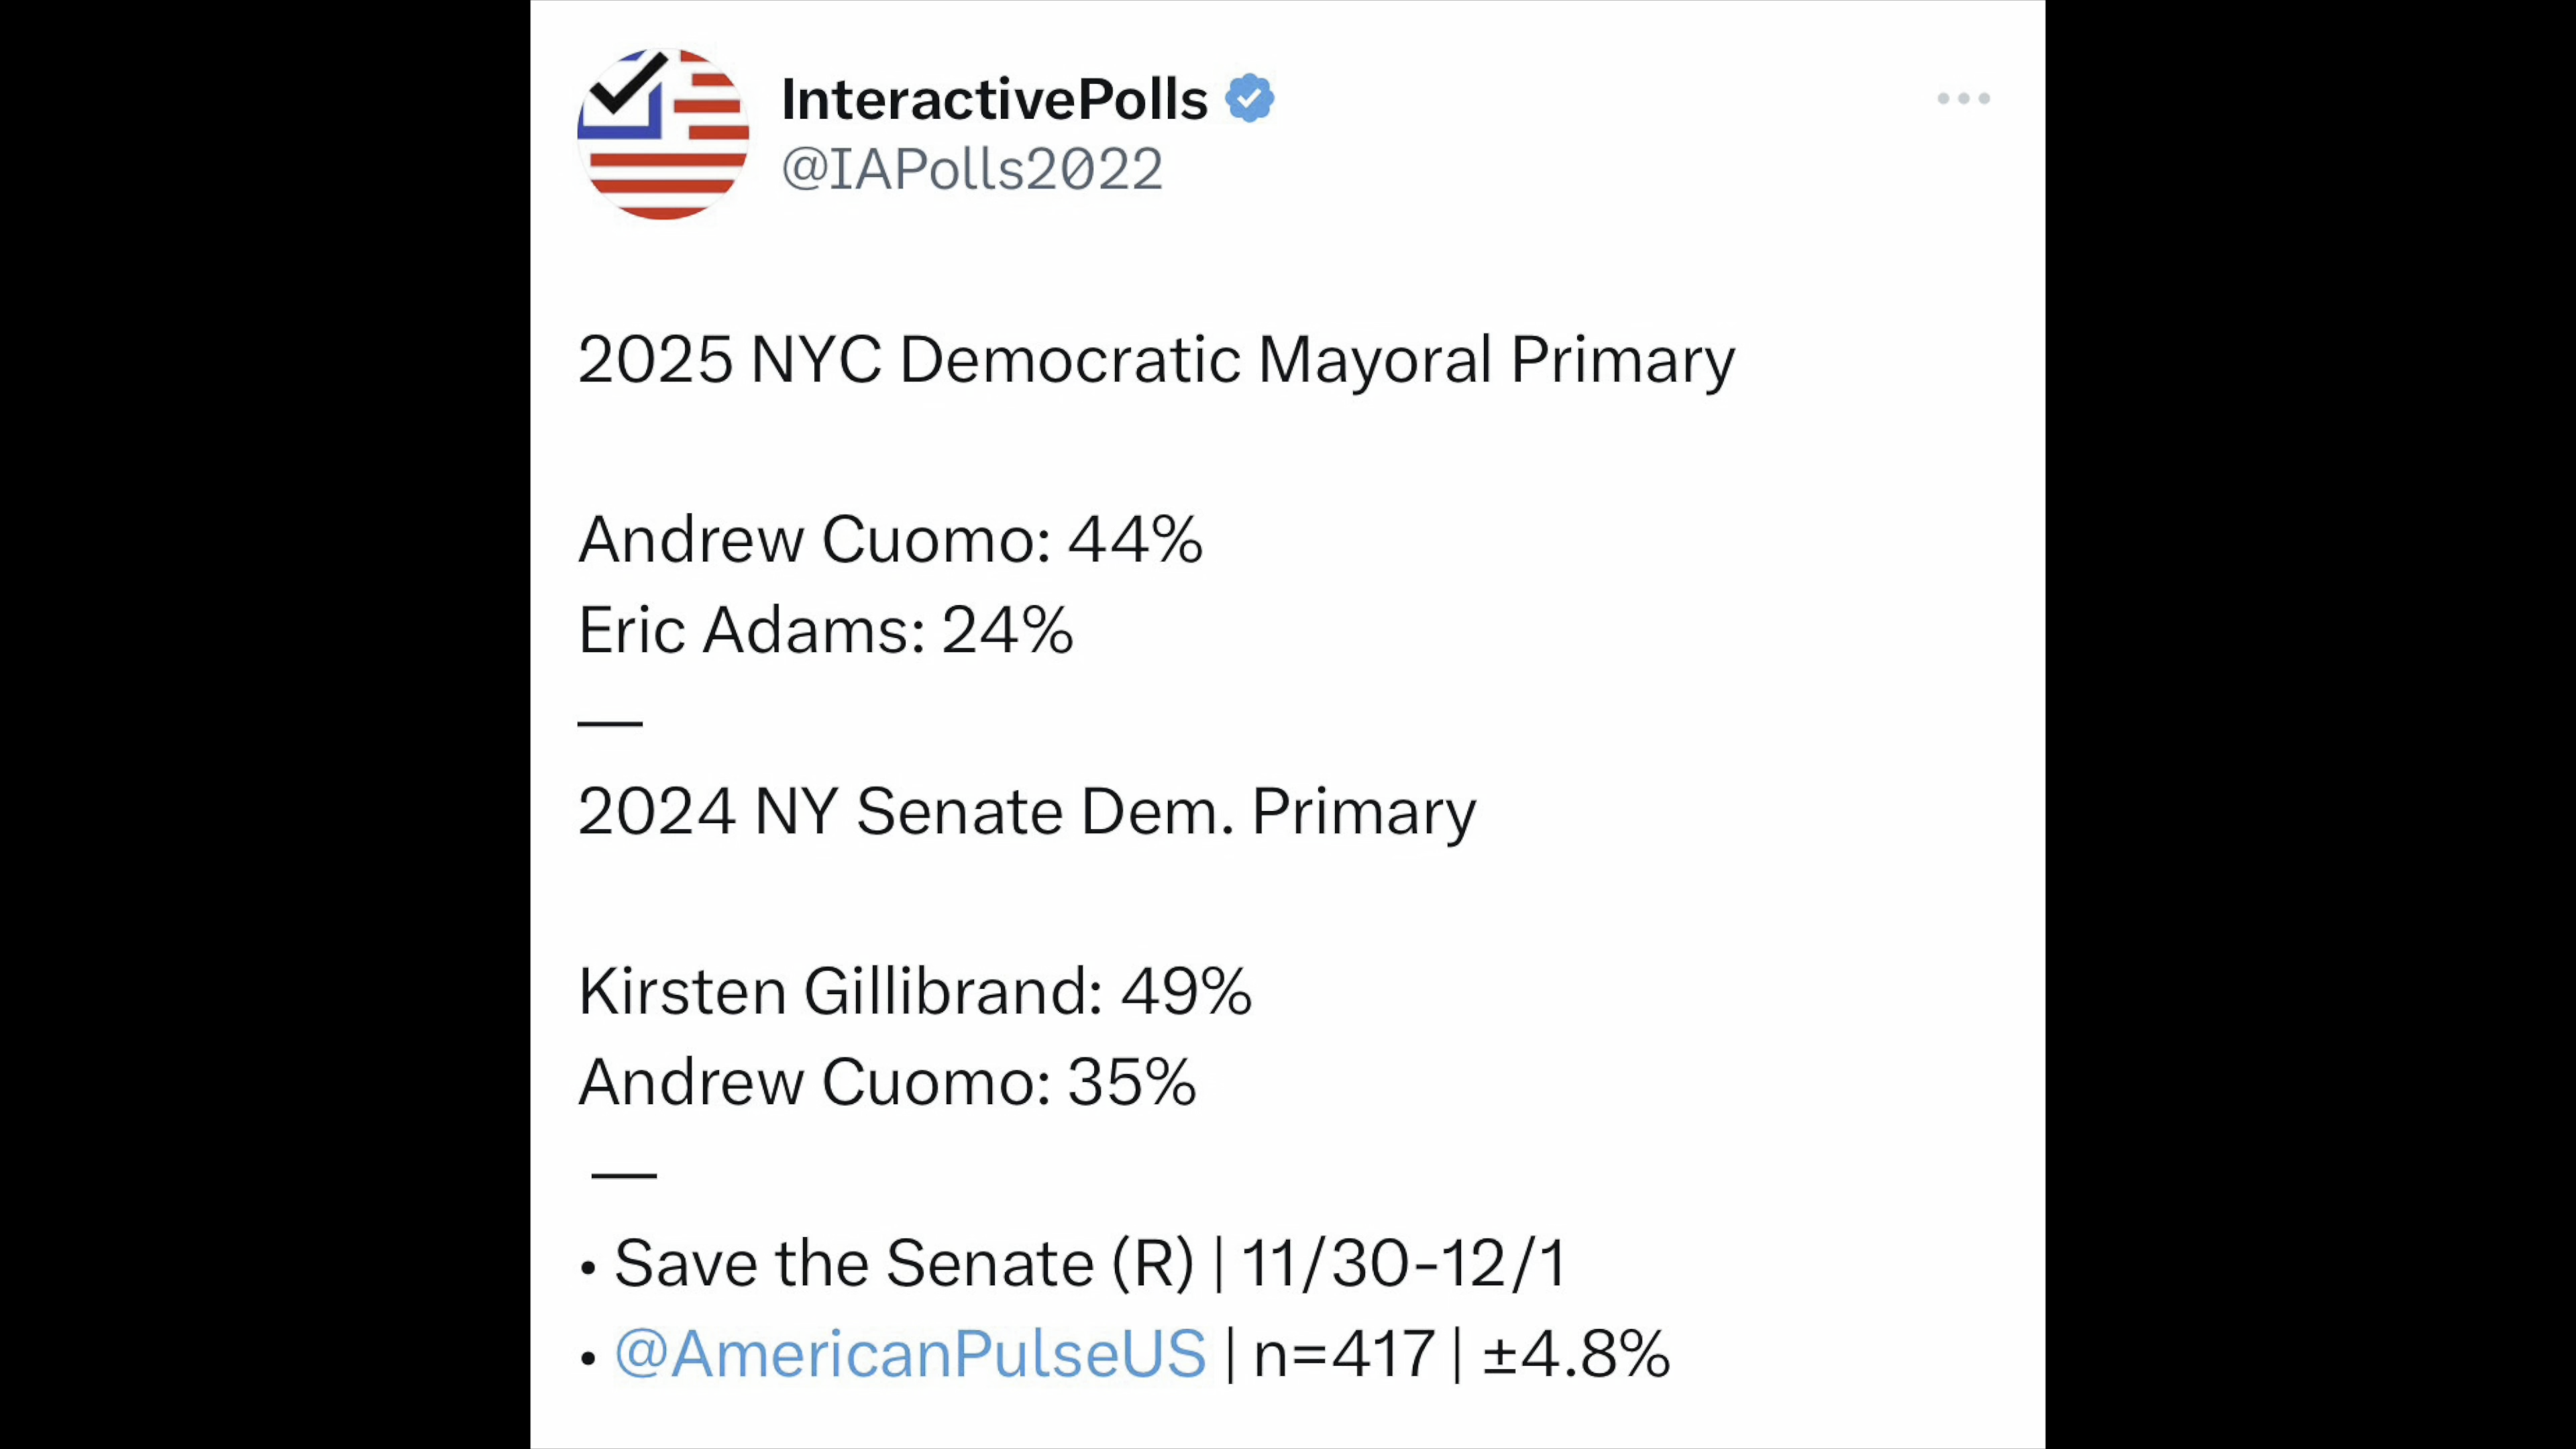 InteractivePolls
@IAPolls2022
2025 NYC Democratic Mayoral Primary
Andrew Cuomo: 44%
Eric Adams: 24%
—
2024 NY Senate Dem. Primary
Kirsten Gillibrand: 49%
Andrew Cuomo: 35%
—
• Save the Senate (R) | 11/30-12/1
• @AmericanPulseUS | n=417 | ±4.8%